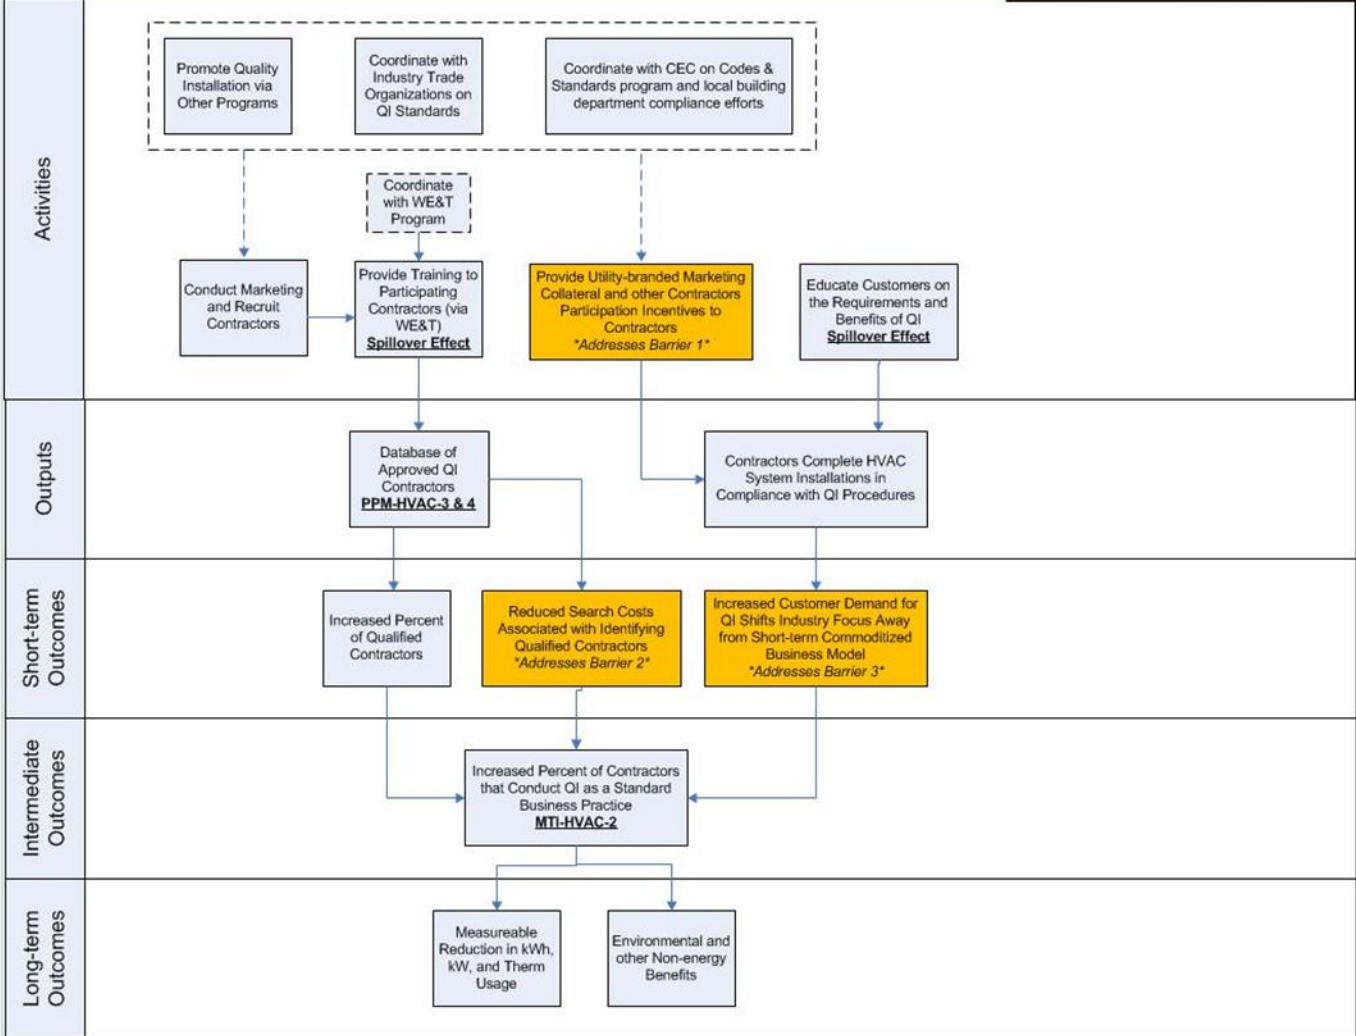 Activities
Promote Quality
Installation via
Other Programs
Coordinate with
Industry Trade
Organizations on
QI Standards
Coordinate with CEC on Codes &
Standards program and local building
department compliance efforts
Coordinate
with WE&T
Program
Conduct Marketing
and Recruit
Contractors
Provide Training to
Participating
Contractors (via
WE&T)
Spillover Effect
Provide Utility-branded Marketing
Collateral and other Contractors
Participation Incentives to
Contractors
*Addresses Barrier 1*
Educate Customers on
the Requirements and
Benefits of QI
Spillover Effect
Outputs
Database of
Approved QI
Contractors
PPM-HVAC-3 & 4
Contractors Complete HVAC
System Installations in
Compliance with QI Procedures
Short-term
Outcomes
Increased Percent
of Qualified
Contractors
Reduced Search Costs
Associated with Identifying
Qualified Contractors
*Addresses Barrier 2*
Increased Customer Demand for
QI Shifts Industry Focus Away
from Short-term Commoditized
Business Model
*Addresses Barrier 3*
Intermediate
Outcomes
Increased Percent of Contractors
that Conduct QI as a Standard
Business Practice
MTI-HVAC-2
Long-term
Outcomes
Measureable
Reduction in kWh,
kW, and Therm
Usage
Environmental and
other Non-energy
Benefits